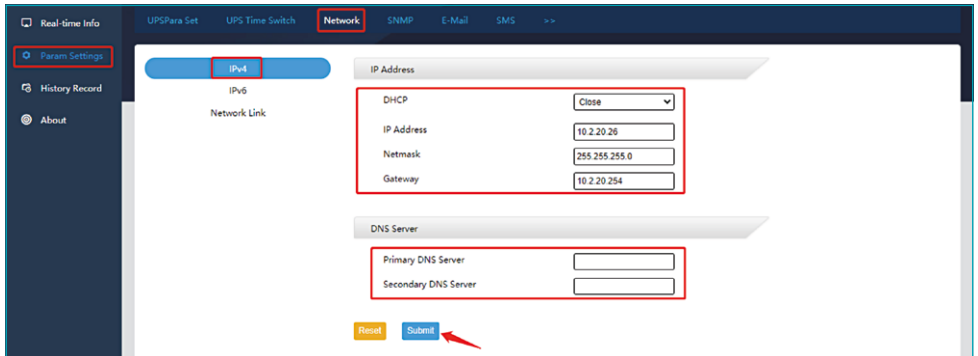 Real-time Info
Param Settings
History Record
About
UPSPara Set UPS Time Switch Network SNMP E-Mail SMS >>
IPv4
IPv6
Network Link
IP Address
DHCP Close
IP Address 10.2.20.26
Netmask 255.255.255.0
Gateway 10.2.20.254
DNS Server
Primary DNS Server
Secondary DNS Server
Reset Submit